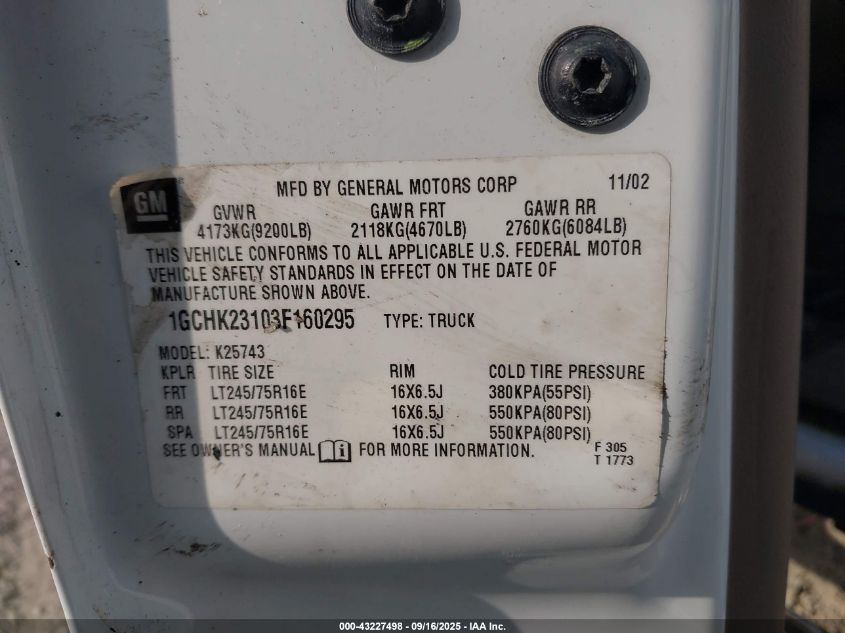 GM
MFD BY GENERAL MOTORS CORP 11/02
GVWR GAWR FRT GAWR RR
4173KG(9200LB) 2118KG(4670LB) 2760KG(6084LB)
THIS VEHICLE CONFORMS TO ALL APPLICABLE U.S. FEDERAL MOTOR
VEHICLE SAFETY STANDARDS IN EFFECT ON THE DATE OF
MANUFACTURE SHOWN ABOVE.
1GCHK23103F160295 TYPE: TRUCK
MODEL: K25743
KPLR TIRE SIZE RIM COLD TIRE PRESSURE
FRT LT245/75R16E 16X6.5J 380KPA(55PSI)
RR LT245/75R16E 16X6.5J 550KPA(80PSI)
SPA LT245/75R16E 16X6.5J 550KPA(80PSI)
SEE OWNER'S MANUAL i FOR MORE INFORMATION.
F 305
T 1773
000-43227498 - 09/16/2025 - IAA Inc.